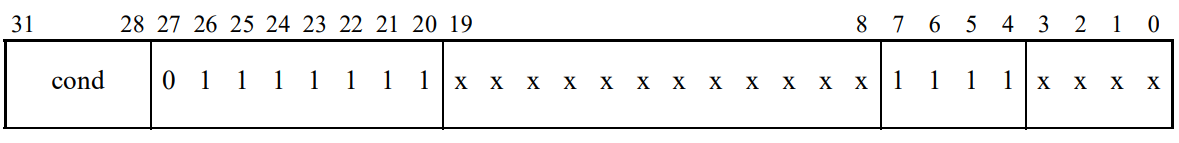 31 28 27 26 25 24 23 22 21 20 19 8 7 6 5 4 3 2 1 0
cond 0 1 1 1 1 1 1 1 x x x x x x x x x x x x 1 1 1 1 x x x x